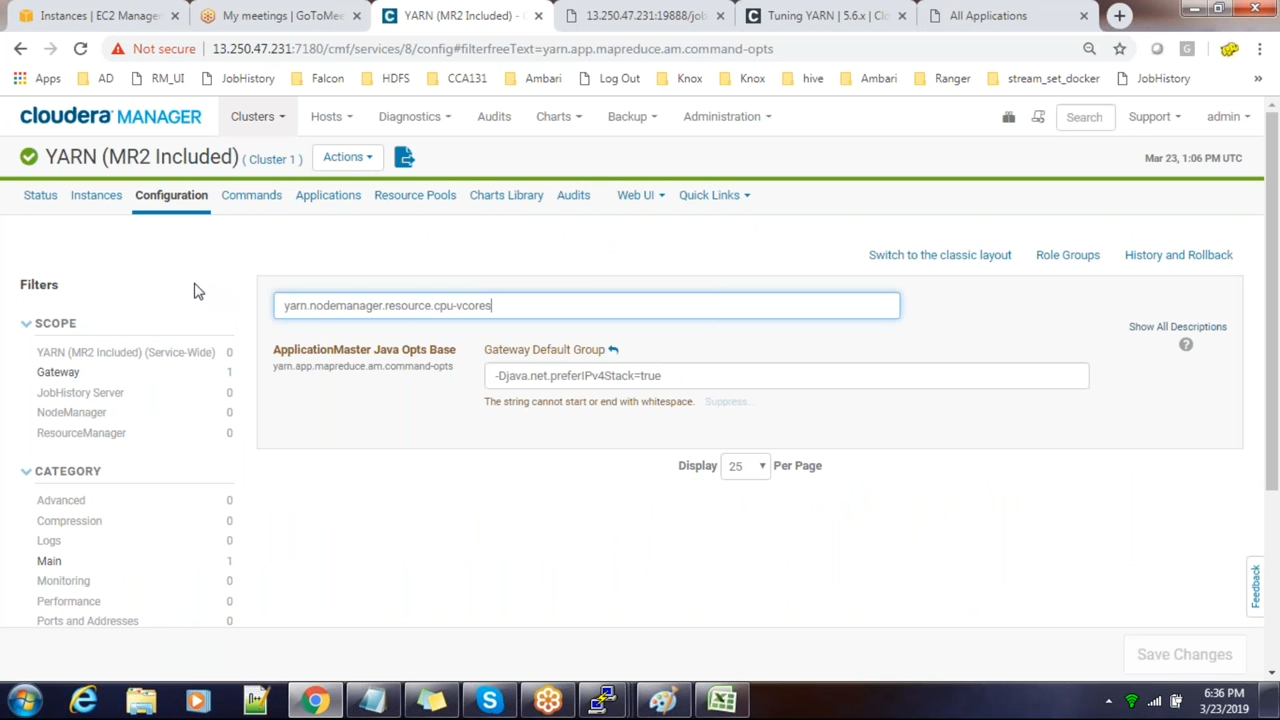 Instances | EC2 Manage
My meetings | GoToMee
YARN (MR2 Included) - C
13.250.47.231:19888/job
Tuning YARN | 5.6.x | Clo
All Applications
Not secure | 13.250.47.231:7180/cmf/services/8/config#filterfreeText=yarn.app.mapreduce.am.command-opts
Apps AD RM_UI JobHistory Falcon HDFS CCA131 Ambari Log Out Knox Knox hive Ambari Ranger stream_set_docker JobHistory »
cloudera MANAGER Clusters Hosts Diagnostics Audits Charts Backup Administration Search Support admin
YARN (MR2 Included) ( Cluster 1 ) Actions Mar 23, 1:06 PM UTC
Status Instances Configuration Commands Applications Resource Pools Charts Library Audits Web UI Quick Links
Switch to the classic layout Role Groups History and Rollback
Filters
yarn.nodemanager.resource.cpu-vcores
Show All Descriptions
SCOPE
YARN (MR2 Included) (Service-Wide) 0
Gateway 1
JobHistory Server 0
NodeManager 0
ResourceManager 0
ApplicationMaster Java Opts Base
yarn.app.mapreduce.am.command-opts
Gateway Default Group
-Djava.net.preferIPv4Stack=true
The string cannot start or end with whitespace. Suppress...
Display 25 Per Page
CATEGORY
Advanced 0
Compression 0
Logs 0
Main 1
Monitoring 0
Performance 0
Ports and Addresses 0
Feedback
Save Changes
6:36 PM
3/23/2019